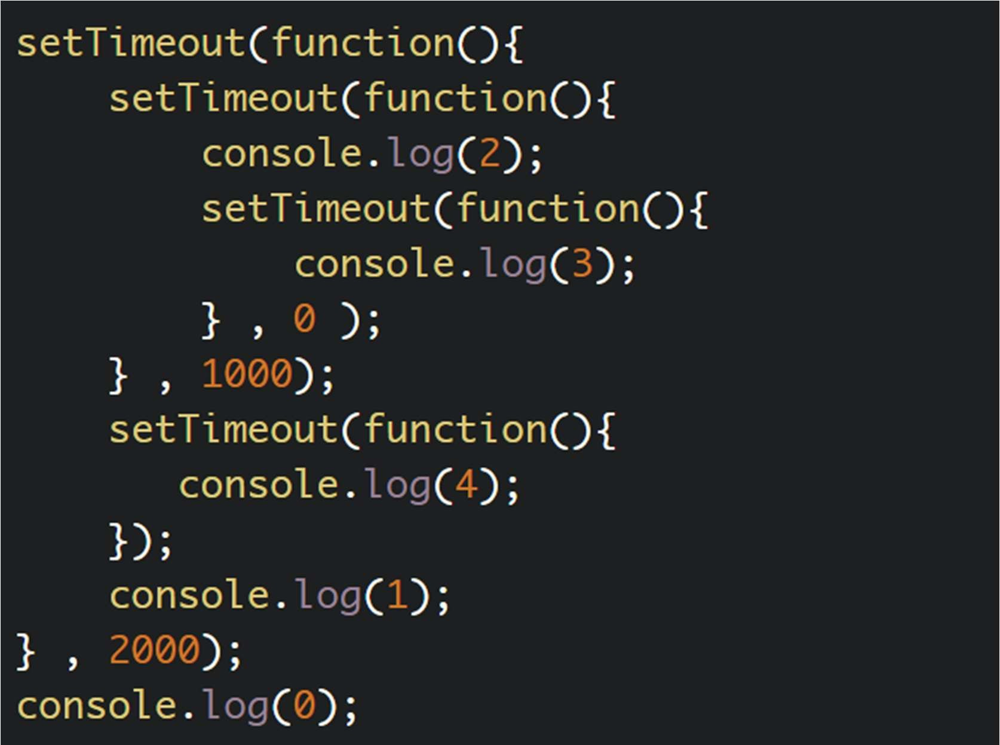 setTimeout(function(){
    setTimeout(function(){
        console.log(2);
        setTimeout(function(){
            console.log(3);
        } , 0 );
    } , 1000);
    setTimeout(function(){
       console.log(4);
    });
    console.log(1);
} , 2000);
console.log(0);